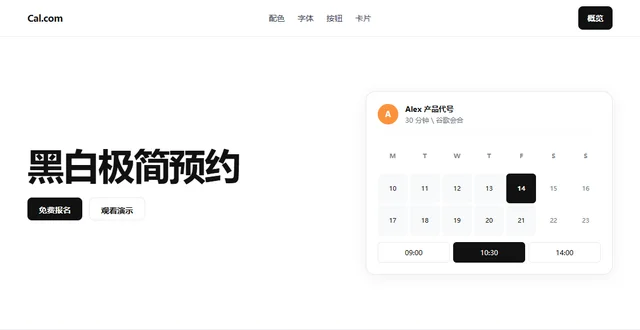 Cal.com
配色 字体 按钮 卡片
概览
黑白极简预约
免费报名 观看演示
A
Alex 产品代号
30 分钟 \ 谷歌会会
M T W T F S S
10 11 12 13 14 15 16
17 18 19 20 21 22 23
09:00 10:30 14:00